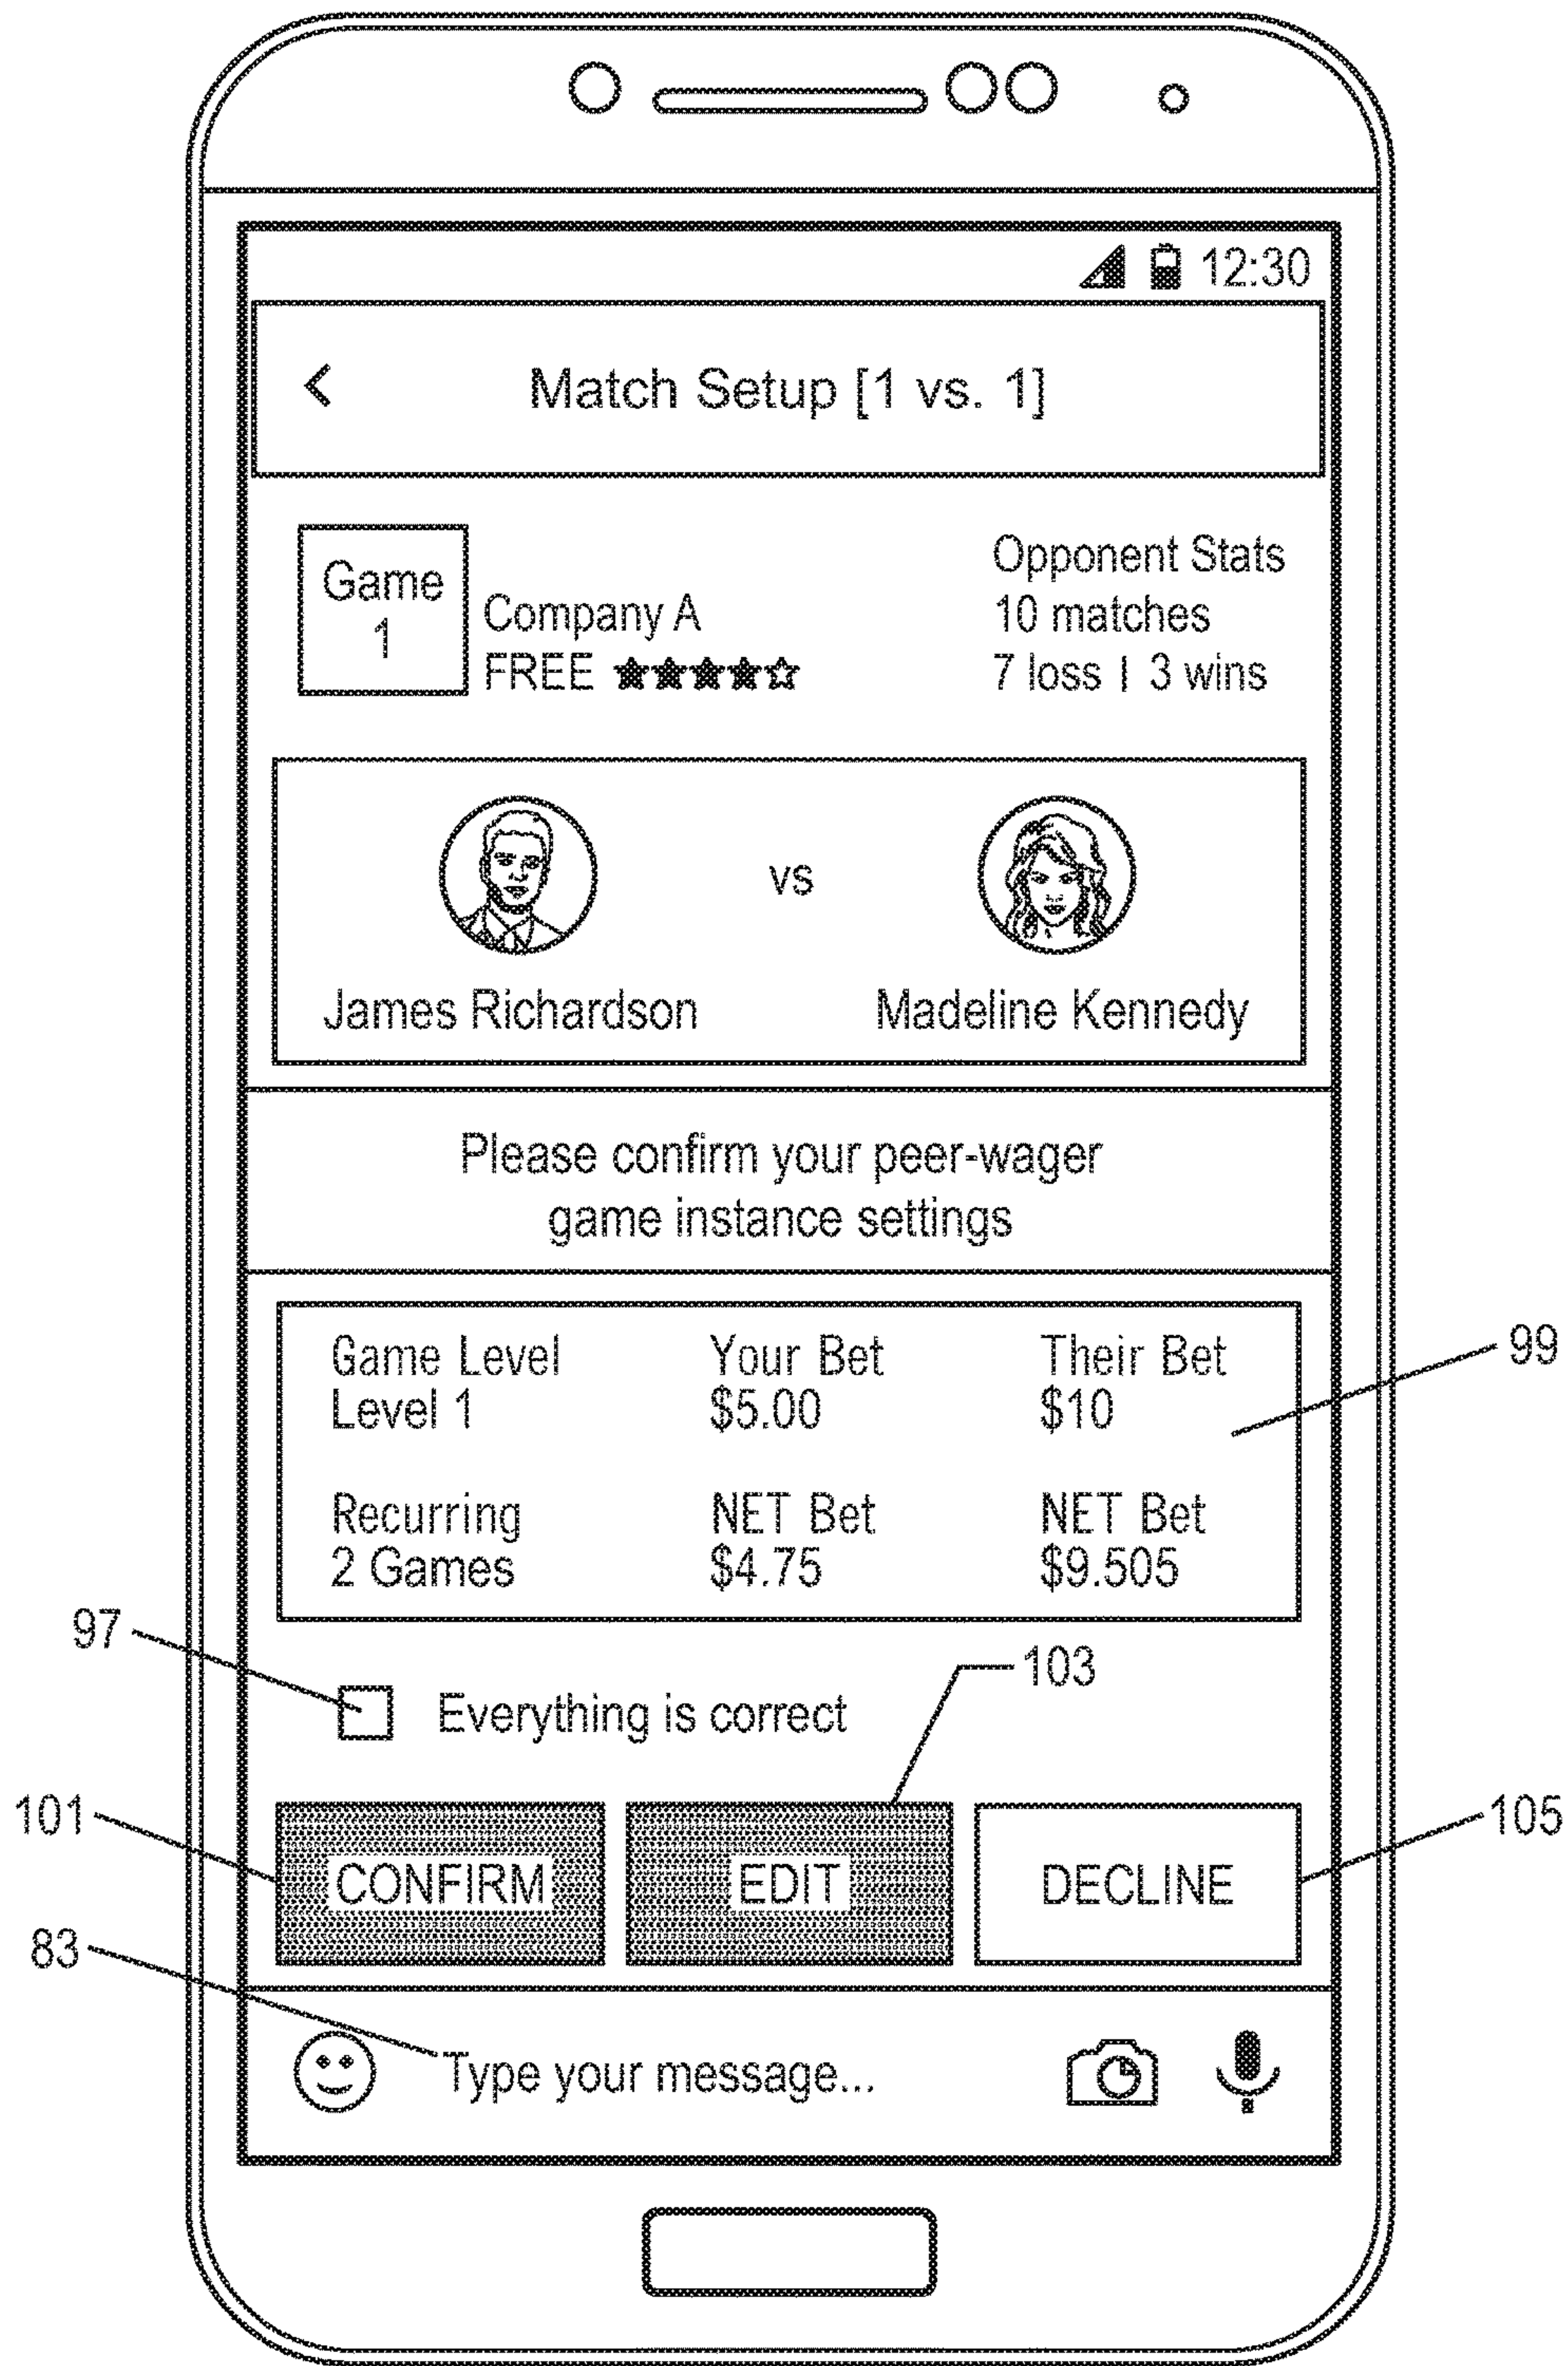 12:30
< Match Setup [1 vs. 1]
Game
1
Company A
FREE ★★★★☆
Opponent Stats
10 matches
7 loss | 3 wins
vs
James Richardson
Madeline Kennedy
Please confirm your peer-wager
game instance settings
Game Level
Level 1
Your Bet
$5.00
Their Bet
$10
99
Recurring
2 Games
NET Bet
$4.75
NET Bet
$9.505
97
103
Everything is correct
101
CONFIRM
EDIT
DECLINE
105
83
Type your message...